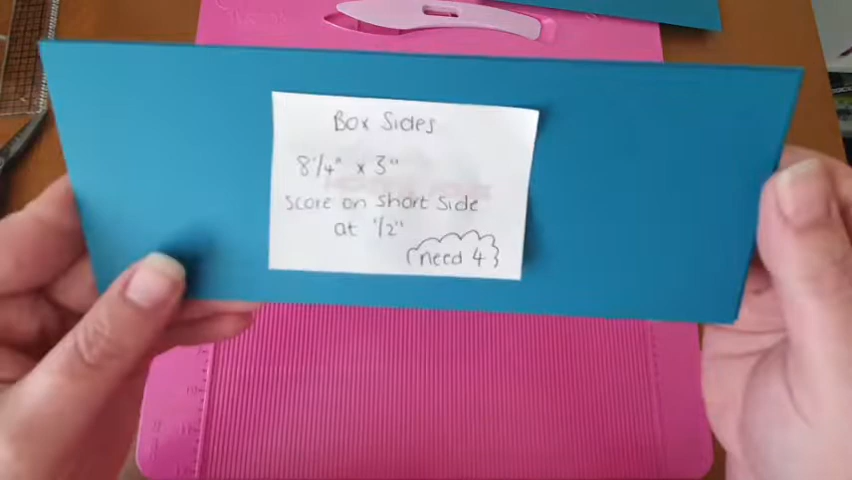 Box Sides
8 1/4" x 3"
Score on short side
at 1/2"
need 4